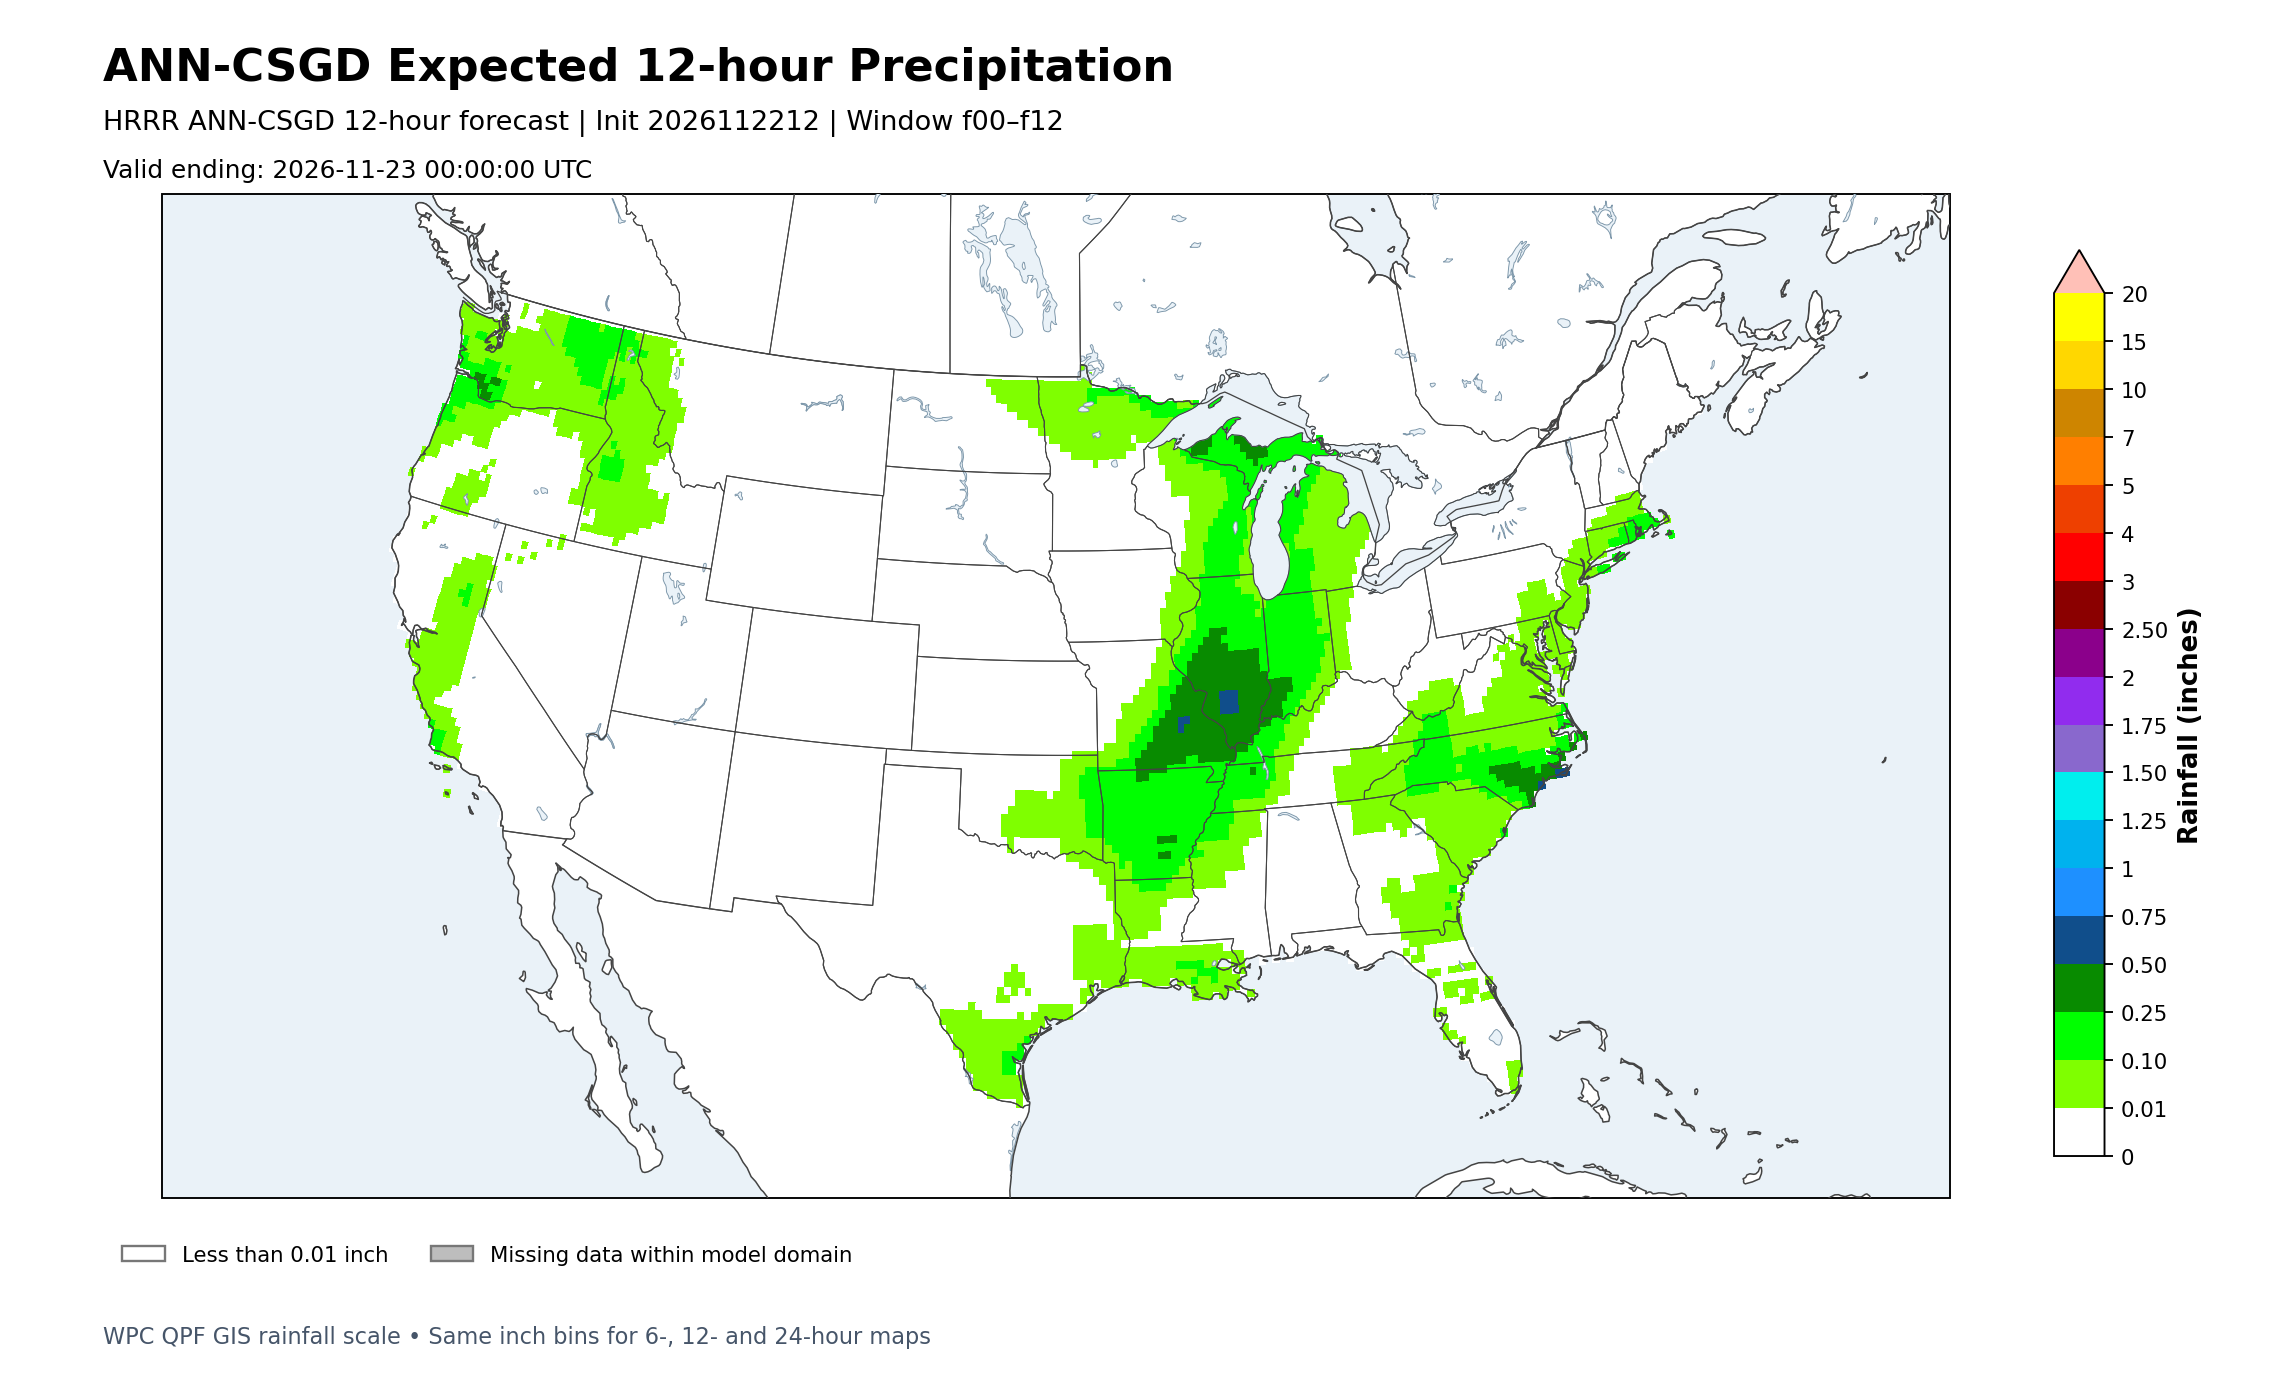 ANN-CSGD Expected 12-hour Precipitation
HRRR ANN-CSGD 12-hour forecast | Init 2026112212 | Window f00–f12
Valid ending: 2026-11-23 00:00:00 UTC
20
15
10
7
5
4
3
2.50
2
1.75
1.50
1.25
1
0.75
0.50
0.25
0.10
0.01
0
Rainfall (inches)
Less than 0.01 inch
Missing data within model domain
WPC QPF GIS rainfall scale • Same inch bins for 6-, 12- and 24-hour maps